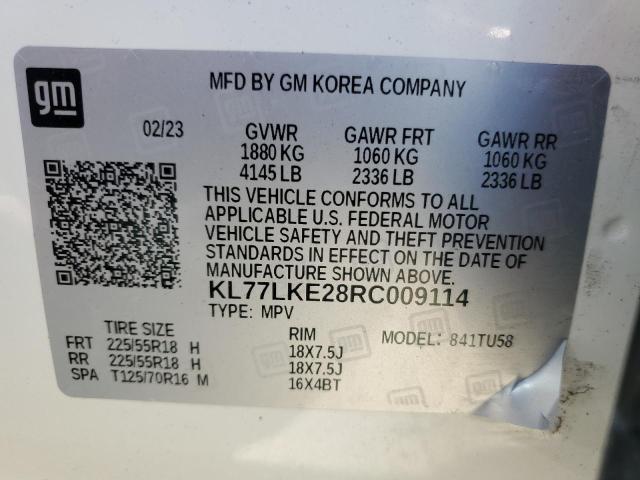 gm
MFD BY GM KOREA COMPANY
02/23 GVWR GAWR FRT GAWR RR
1880 KG 1060 KG 1060 KG
4145 LB 2336 LB 2336 LB
THIS VEHICLE CONFORMS TO ALL
APPLICABLE U.S. FEDERAL MOTOR
VEHICLE SAFETY AND THEFT PREVENTION
STANDARDS IN EFFECT ON THE DATE OF
MANUFACTURE SHOWN ABOVE.
KL77LKE28RC009114
TYPE: MPV
TIRE SIZE RIM MODEL: 841TU58
FRT 225/55R18 H 18X7.5J
RR 225/55R18 H 18X7.5J
SPA T125/70R16 M 16X4BT